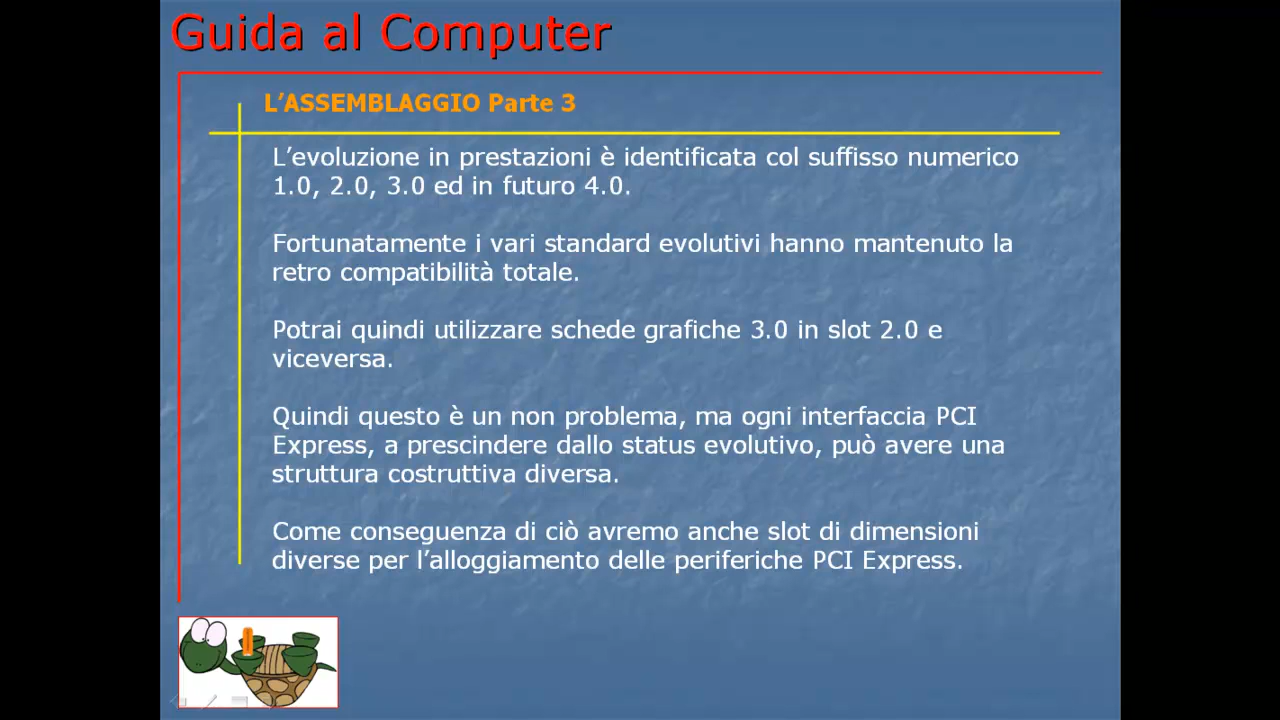 Guida al Computer
L'ASSEMBLAGGIO Parte 3
L'evoluzione in prestazioni è identificata col suffisso numerico
1.0, 2.0, 3.0 ed in futuro 4.0.
Fortunatamente i vari standard evolutivi hanno mantenuto la
retro compatibilità totale.
Potrai quindi utilizzare schede grafiche 3.0 in slot 2.0 e
viceversa.
Quindi questo è un non problema, ma ogni interfaccia PCI
Express, a prescindere dallo status evolutivo, può avere una
struttura costruttiva diversa.
Come conseguenza di ciò avremo anche slot di dimensioni
diverse per l'alloggiamento delle periferiche PCI Express.